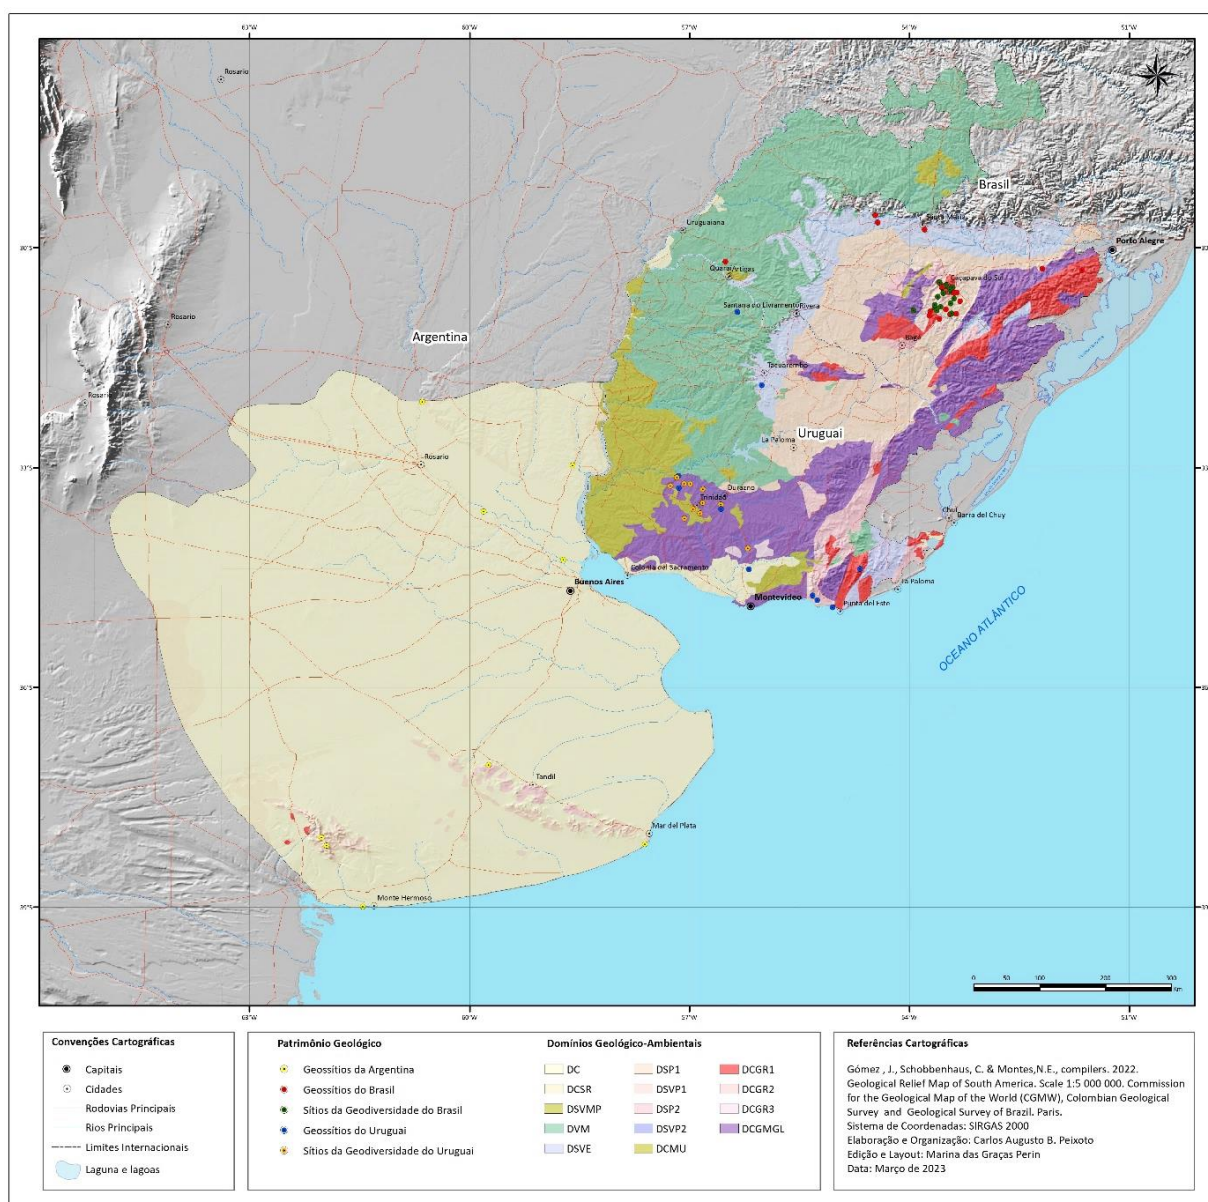 63°W
60°W
57°W
54°W
51°W
Rosario
Brasil
Uruguaiana
Santa Maria
30°S
Porto Alegre
Quaraí/Artigas
Caçapava do Sul
Santana do Livramento
Rivera
Rosario
Argentina
Bagé
Tacuarembó
Rosario
La Paloma
Uruguai
Rosario
33°S
Durazno
Trinidad
Chuí
Barra del Chuy
Colonia del Sacramento
Buenos Aires
La Paloma
Montevideo
Punta del Este
OCEANO ATLÂNTICO
Tandil
Mar del Plata
Monte Hermoso
0 50 100 200 300
Km
63°W
60°W
57°W
54°W
51°W
Convenções Cartográficas
Capitais
Cidades
Rodovias Principais
Rios Principais
Limites Internacionais
Laguna e lagoas
Patrimônio Geológico
Geossítios da Argentina
Geossítios do Brasil
Sítios da Geodiversidade do Brasil
Geossítios do Uruguai
Sítios da Geodiversidade do Uruguai
Domínios Geológico-Ambientais
DC
DCSR
DSVMP
DVM
DSVE
DSP1
DSVP1
DSP2
DSVP2
DCMU
DCGR1
DCGR2
DCGR3
DCGMGL
Referências Cartográficas
Gómez , J., Schobbenhaus, C. & Montes,N.E., compilers. 2022.
Geological Relief Map of South America. Scale 1:5 000 000. Commission
for the Geological Map of the World (CGMW), Colombian Geological
Survey and Geological Survey of Brazil. Paris.
Sistema de Coordenadas: SIRGAS 2000
Elaboração e Organização: Carlos Augusto B. Peixoto
Edição e Layout: Marina das Graças Perin
Data: Março de 2023